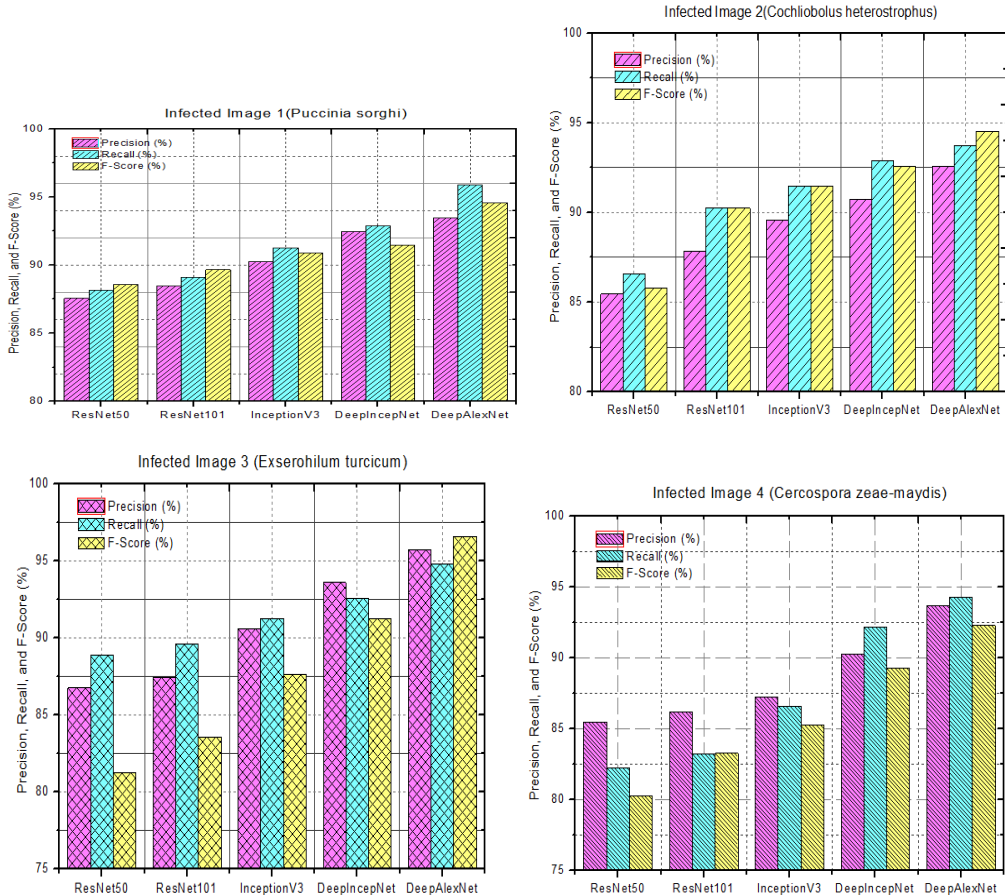 Infected Image 1(Puccinia sorghi)
Precision, Recall, and F-Score (%)
100
95
90
85
80
Precision (%)
Recall (%)
F-Score (%)
ResNet50 ResNet101 InceptionV3 DeepIncepNet DeepAlexNet
Infected Image 2(Cochliobolus heterostrophus)
Precision, Recall, and F-Score (%)
100
95
90
85
80
Precision (%)
Recall (%)
F-Score (%)
ResNet50 ResNet101 InceptionV3 DeepIncepNet DeepAlexNet
Infected Image 3 (Exserohilum turcicum)
Precision, Recall, and F-Score (%)
100
95
90
85
80
75
Precision (%)
Recall (%)
F-Score (%)
ResNet50 ResNet101 InceptionV3 DeepIncepNet DeepAlexNet
Infected Image 4 (Cercospora zeae-maydis)
Precision, Recall, and F-Score (%)
100
95
90
85
80
75
Precision (%)
Recall (%)
F-Score (%)
ResNet50 ResNet101 InceptionV3 DeepIncepNet DeepAlexNet